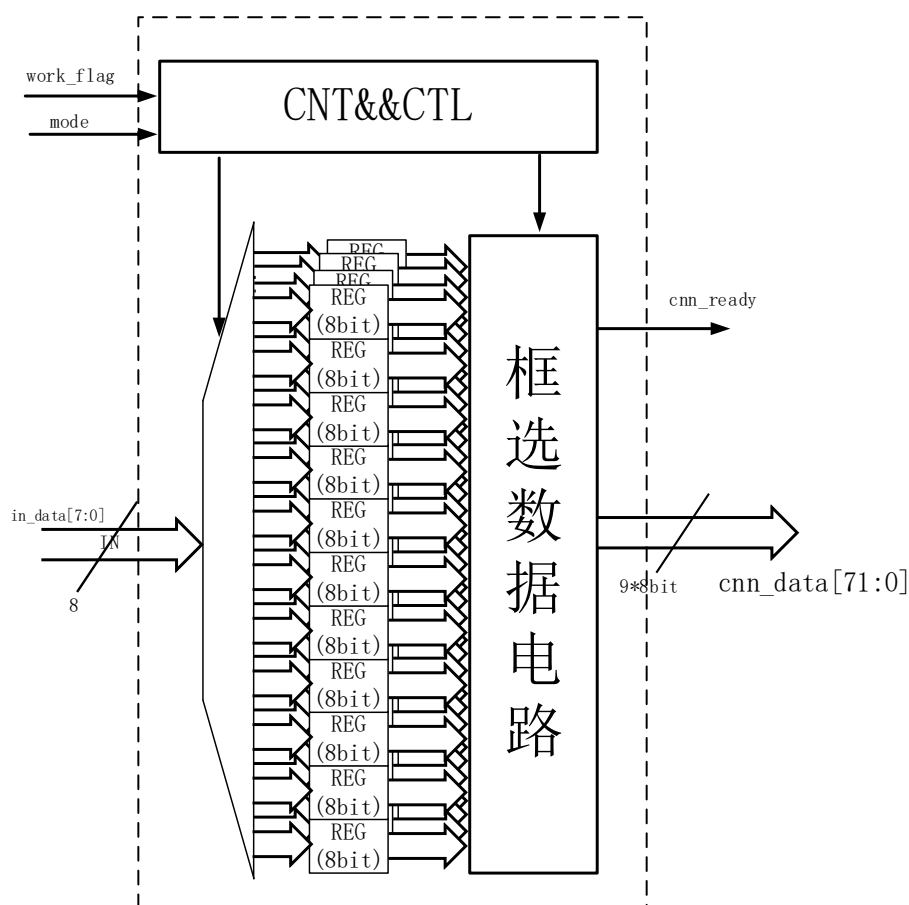 work_flag
mode
CNT&&CTL
REG
REG
REG
REG
(8bit)
REG
(8bit)
REG
(8bit)
REG
(8bit)
REG
(8bit)
REG
(8bit)
REG
(8bit)
REG
(8bit)
REG
(8bit)
REG
(8bit)
REG
(8bit)
in_data[7:0]
IN
8
框
选
数
据
电
路
cnn_ready
9*8bit
cnn_data[71:0]